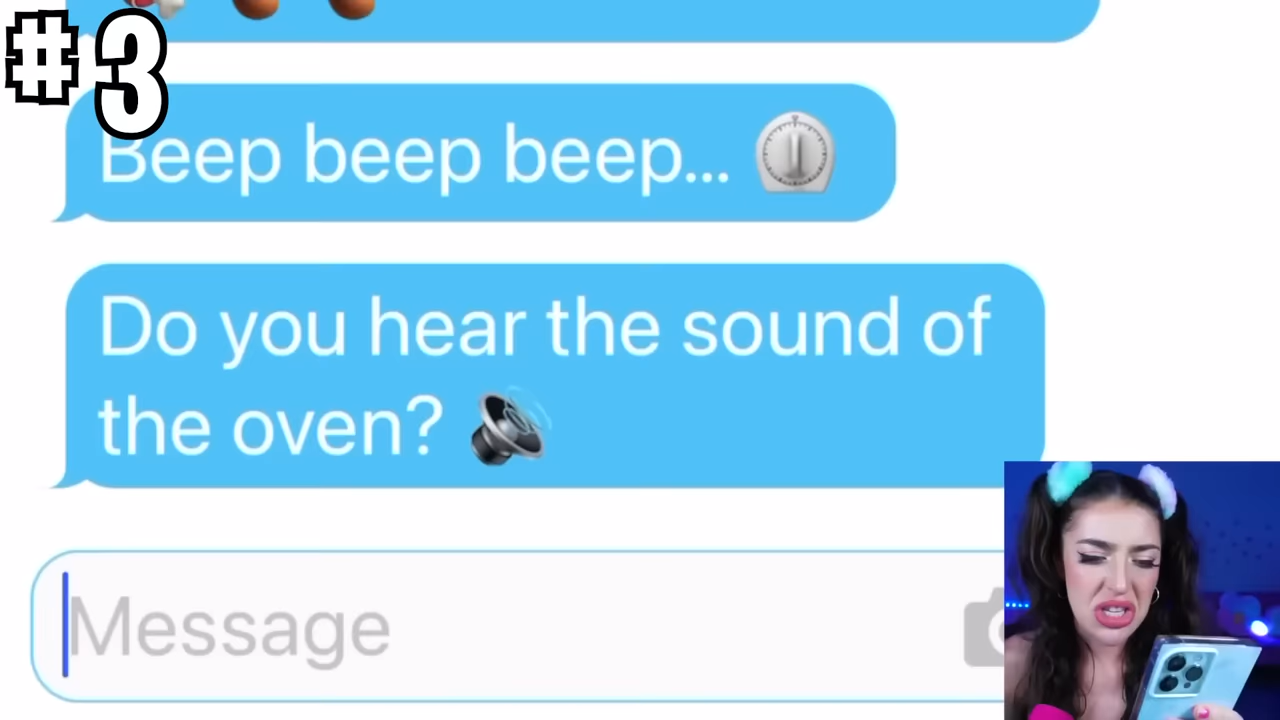 #3
Beep beep beep...
Do you hear the sound of
the oven?
Message